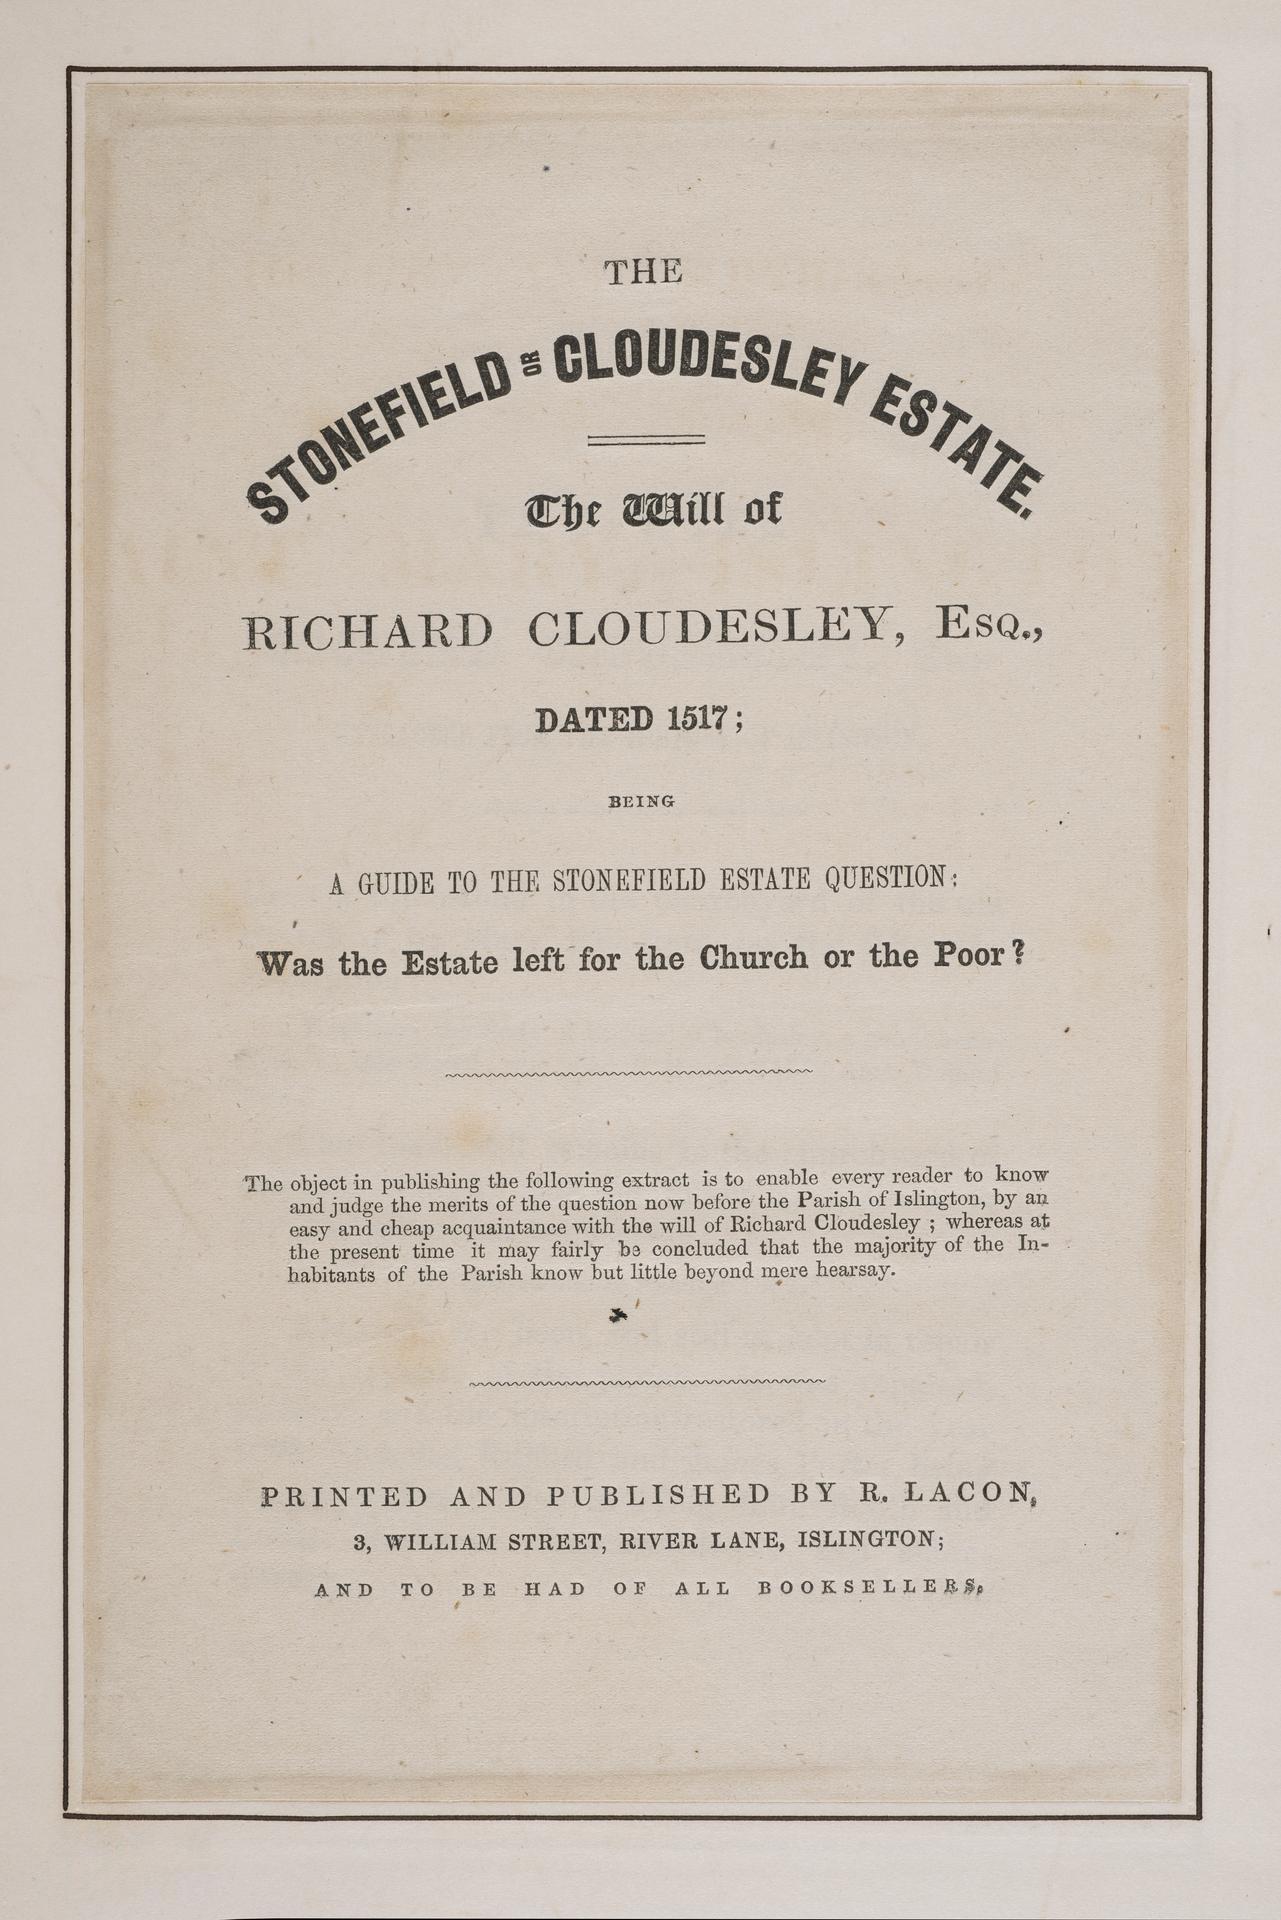 THE
STONEFIELD OR CLOUDESLEY ESTATE.
The Will of
RICHARD CLOUDESLEY, ESQ.,
DATED 1517;
BEING
A GUIDE TO THE STONEFIELD ESTATE QUESTION:
Was the Estate left for the Church or the Poor?
The object in publishing the following extract is to enable every reader to know
and judge the merits of the question now before the Parish of Islington, by an
easy and cheap acquaintance with the will of Richard Cloudesley; whereas at
the present time it may fairly be concluded that the majority of the In-
habitants of the Parish know but little beyond mere hearsay.
PRINTED AND PUBLISHED BY R. LACON,
3, WILLIAM STREET, RIVER LANE, ISLINGTON;
AND TO BE HAD OF ALL BOOKSELLERS.